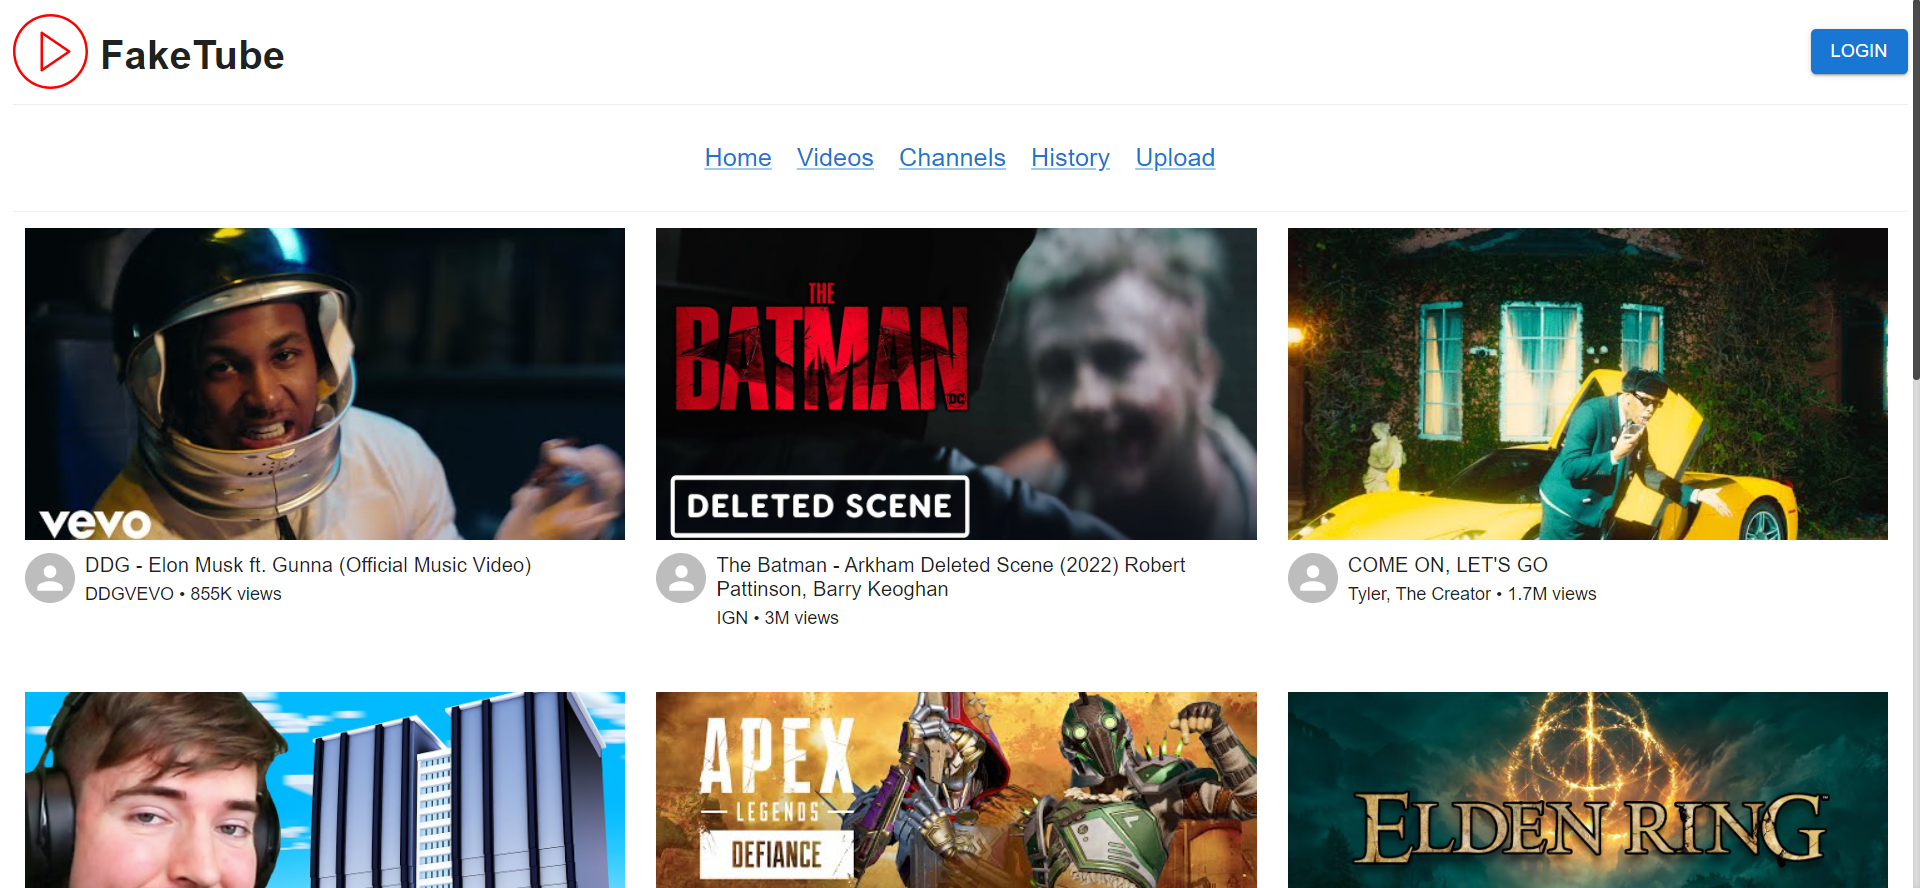 FakeTube
LOGIN
Home Videos Channels History Upload
vevo
THE
BATMAN
DC
DELETED SCENE
DDG - Elon Musk ft. Gunna (Official Music Video)
DDGVEVO • 855K views
The Batman - Arkham Deleted Scene (2022) Robert
Pattinson, Barry Keoghan
IGN • 3M views
COME ON, LET'S GO
Tyler, The Creator • 1.7M views
APEX
LEGENDS
DEFIANCE
ELDEN RING